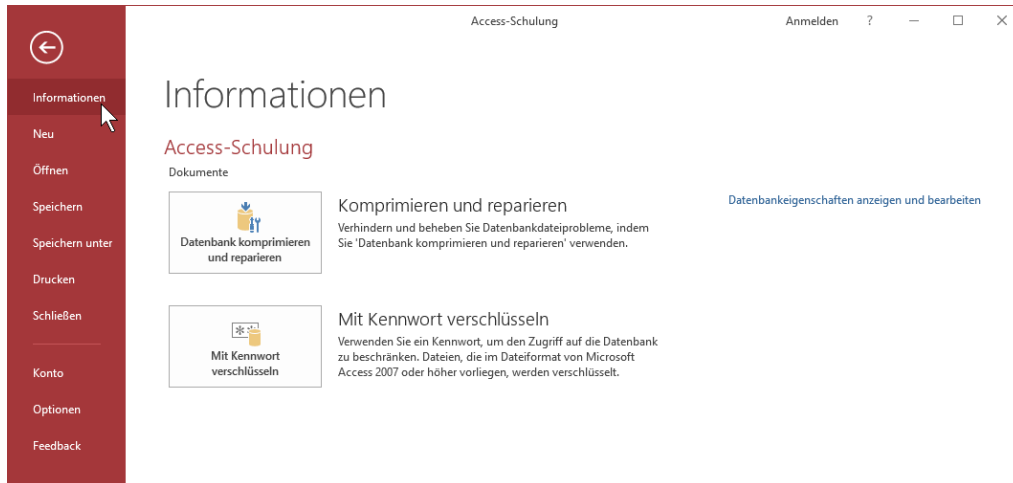 Access-Schulung
Anmelden ?
Informationen
Neu
Öffnen
Speichern
Speichern unter
Drucken
Schließen
Konto
Optionen
Feedback
Informationen
Access-Schulung
Dokumente
Datenbank komprimieren
und reparieren
Komprimieren und reparieren
Verhindern und beheben Sie Datenbankdateiprobleme, indem
Sie 'Datenbank komprimieren und reparieren' verwenden.
Mit Kennwort
verschlüsseln
Mit Kennwort verschlüsseln
Verwenden Sie ein Kennwort, um den Zugriff auf die Datenbank
zu beschränken. Dateien, die im Dateiformat von Microsoft
Access 2007 oder höher vorliegen, werden verschlüsselt.
Datenbankeigenschaften anzeigen und bearbeiten